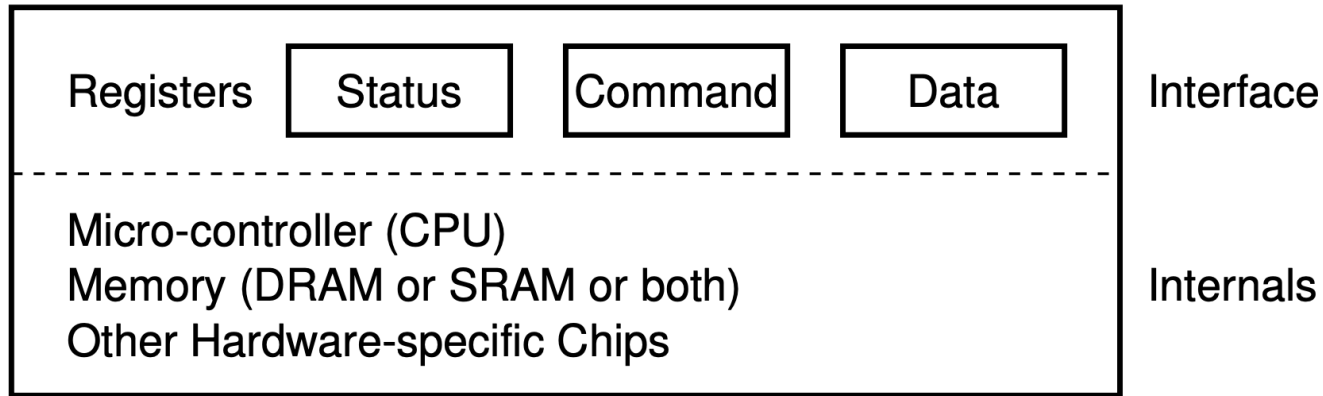 Registers Status Command Data Interface
Micro-controller (CPU)
Memory (DRAM or SRAM or both) Internals
Other Hardware-specific Chips